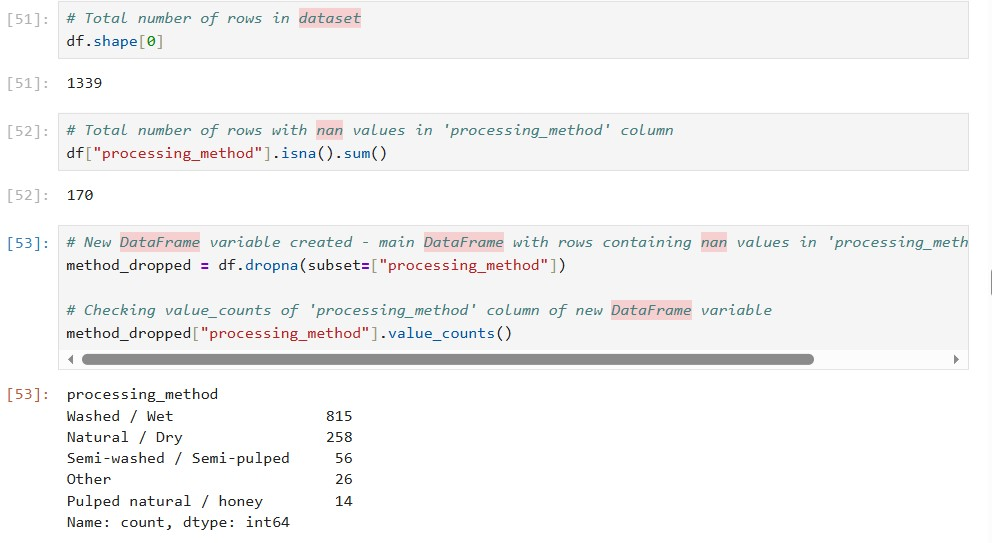 [51]: # Total number of rows in dataset
df.shape[0]
[51]: 1339
[52]: # Total number of rows with nan values in 'processing_method' column
df["processing_method"].isna().sum()
[52]: 170
[53]: # New DataFrame variable created - main DataFrame with rows containing nan values in 'processing_meth
method_dropped = df.dropna(subset=["processing_method"])
# Checking value_counts of 'processing_method' column of new DataFrame variable
method_dropped["processing_method"].value_counts()
[53]: processing_method
Washed / Wet 815
Natural / Dry 258
Semi-washed / Semi-pulped 56
Other 26
Pulped natural / honey 14
Name: count, dtype: int64